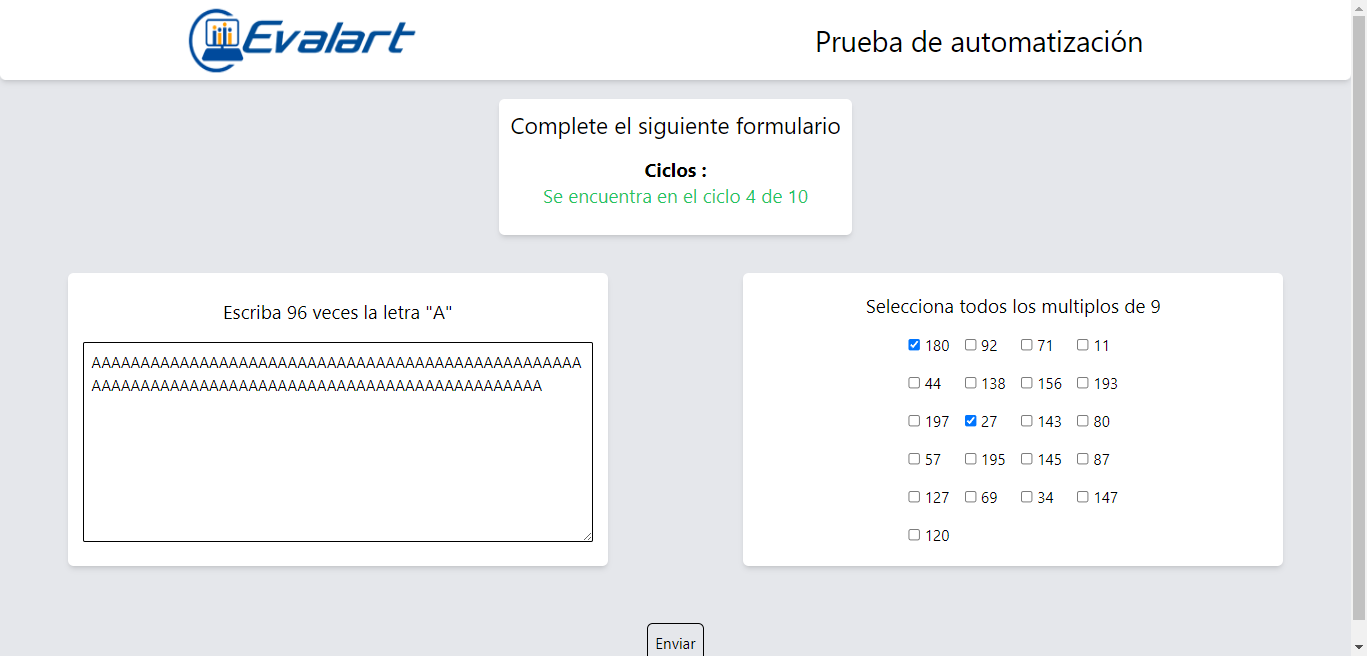 Evalart
Prueba de automatización
Complete el siguiente formulario
Ciclos :
Se encuentra en el ciclo 4 de 10
Escriba 96 veces la letra "A"
AAAAAAAAAAAAAAAAAAAAAAAAAAAAAAAAAAAAAAAAAAAAAAAAAA
AAAAAAAAAAAAAAAAAAAAAAAAAAAAAAAAAAAAAAAAAAAAAA
Selecciona todos los multiplos de 9
180 92 71 11
44 138 156 193
197 27 143 80
57 195 145 87
127 69 34 147
120
Enviar